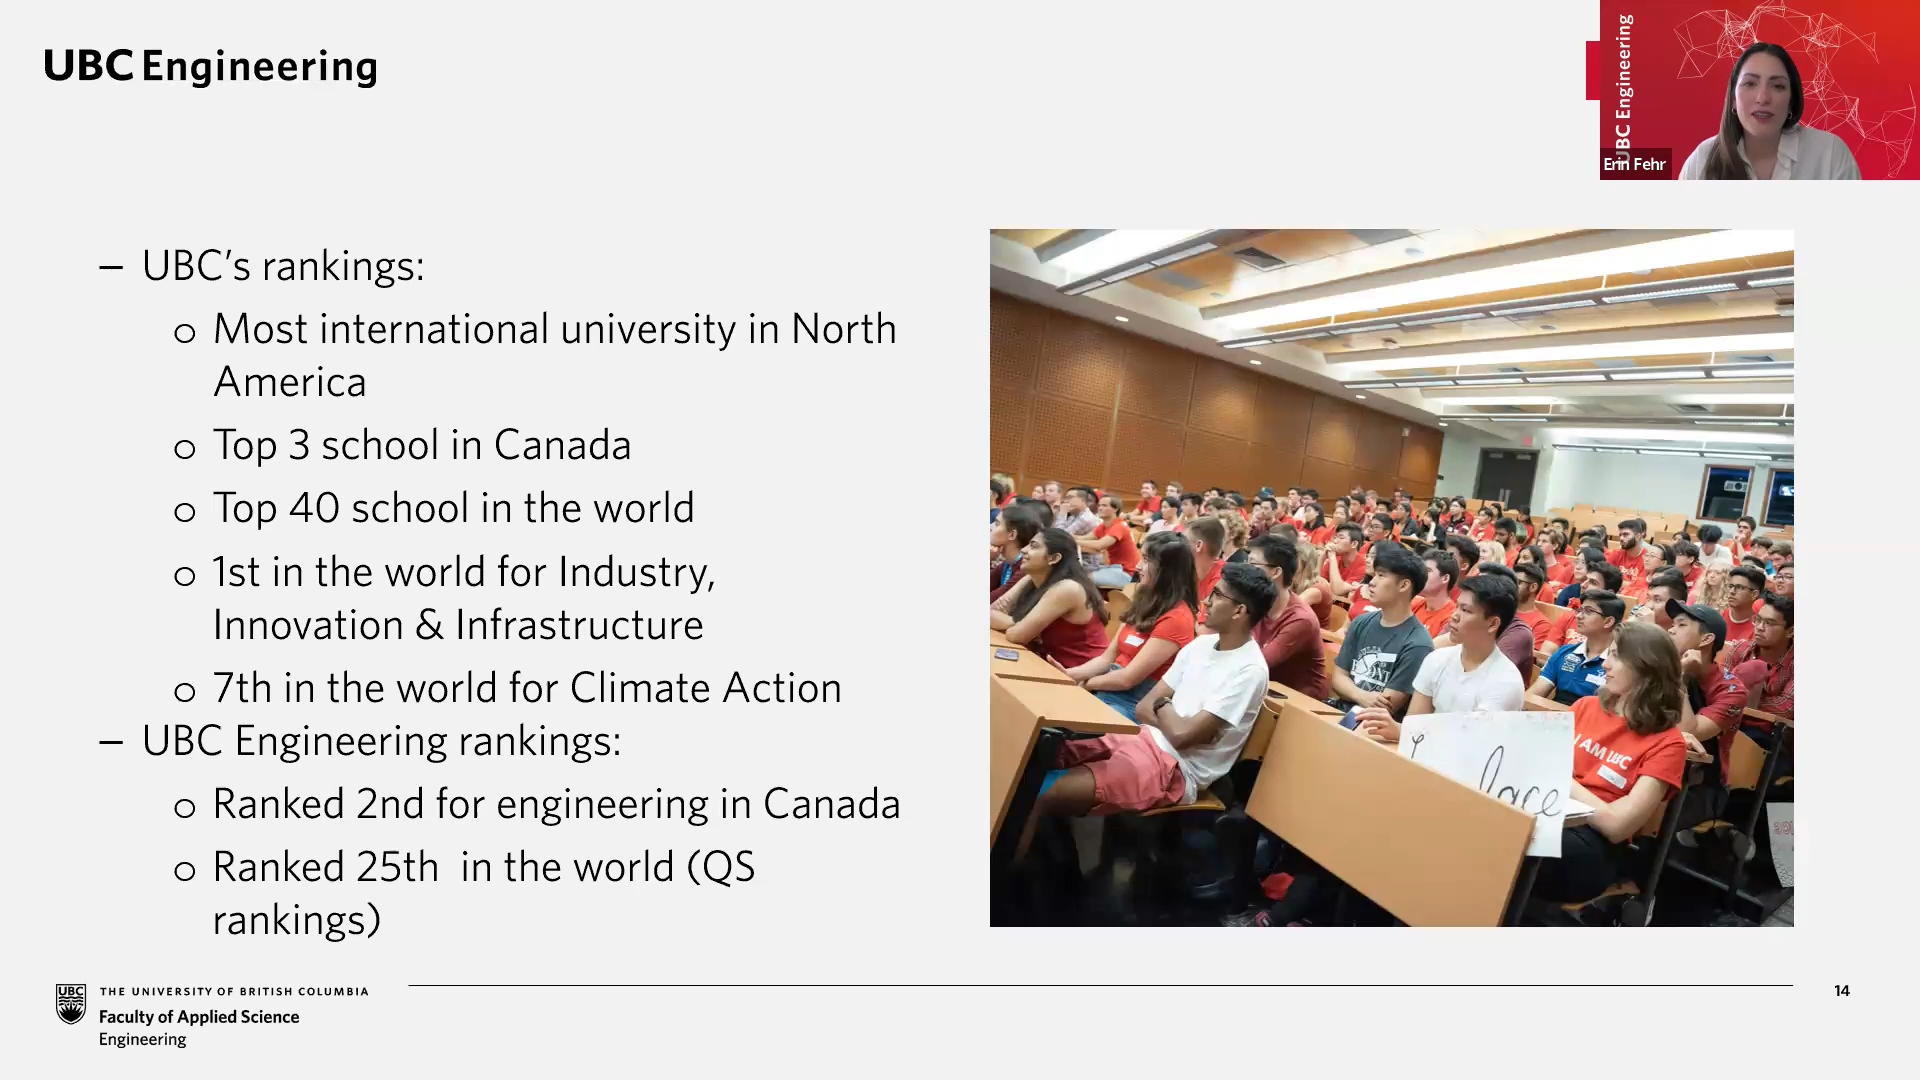 UBC Engineering
UBC Engineering
Erin Fehr
– UBC's rankings:
o Most international university in North
America
o Top 3 school in Canada
o Top 40 school in the world
o 1st in the world for Industry,
Innovation & Infrastructure
o 7th in the world for Climate Action
– UBC Engineering rankings:
o Ranked 2nd for engineering in Canada
o Ranked 25th  in the world (QS
rankings)
I AM UBC
UBC
THE UNIVERSITY OF BRITISH COLUMBIA
Faculty of Applied Science
Engineering
14